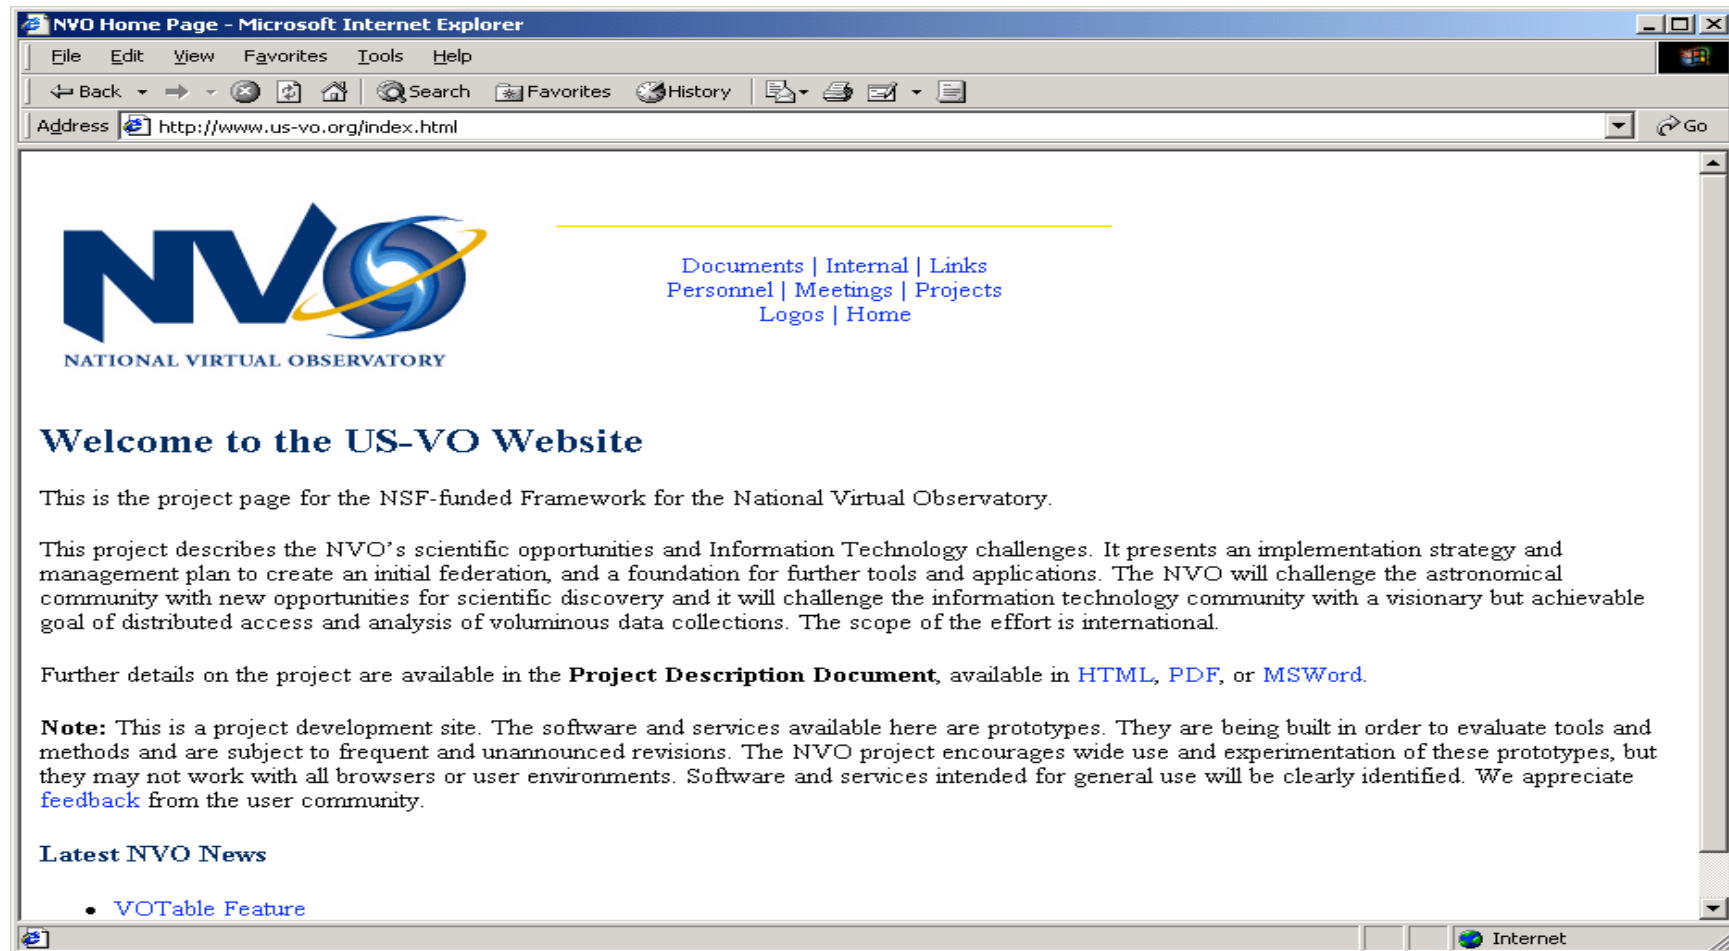 NVO Home Page - Microsoft Internet Explorer
File Edit View Favorites Tools Help
Back Search Favorites History
Address http://www.us-vo.org/index.html Go
NVO
NATIONAL VIRTUAL OBSERVATORY
Documents | Internal | Links
Personnel | Meetings | Projects
Logos | Home
Welcome to the US-VO Website
This is the project page for the NSF-funded Framework for the National Virtual Observatory.
This project describes the NVO's scientific opportunities and Information Technology challenges. It presents an implementation strategy and
management plan to create an initial federation, and a foundation for further tools and applications. The NVO will challenge the astronomical
community with new opportunities for scientific discovery and it will challenge the information technology community with a visionary but achievable
goal of distributed access and analysis of voluminous data collections. The scope of the effort is international.
Further details on the project are available in the Project Description Document, available in HTML, PDF, or MSWord.
Note: This is a project development site. The software and services available here are prototypes. They are being built in order to evaluate tools and
methods and are subject to frequent and unannounced revisions. The NVO project encourages wide use and experimentation of these prototypes, but
they may not work with all browsers or user environments. Software and services intended for general use will be clearly identified. We appreciate
feedback from the user community.
Latest NVO News
• VOTable Feature
Internet